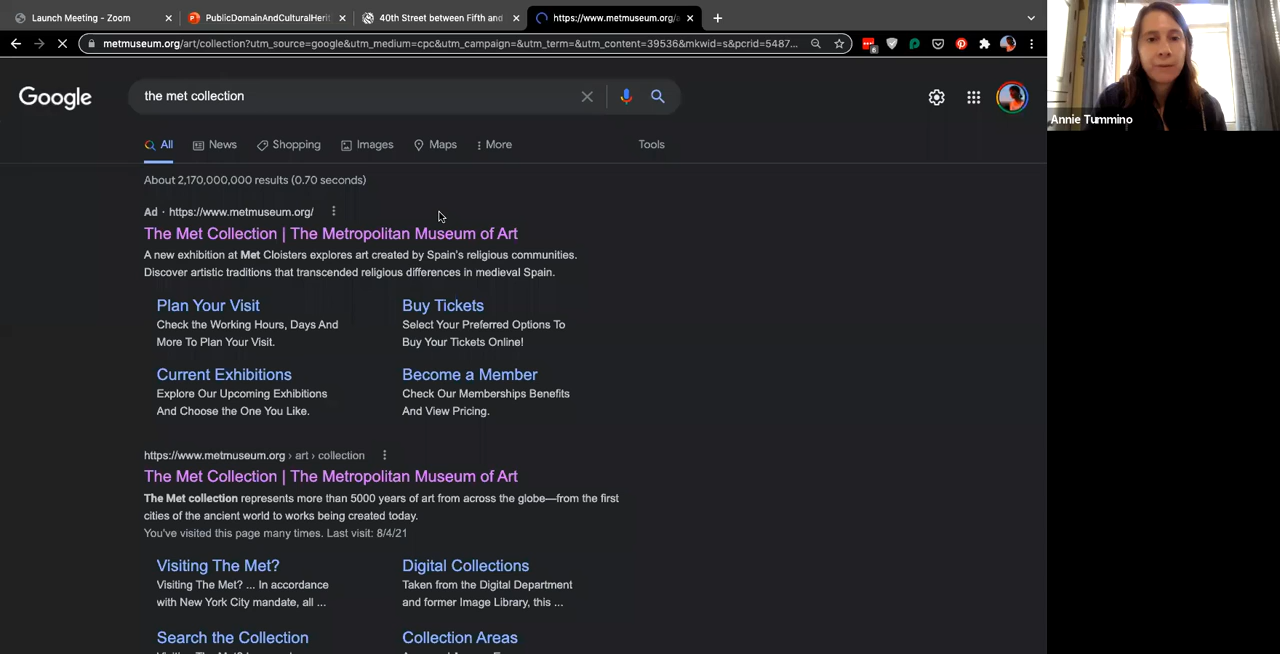 Launch Meeting - Zoom
PublicDomainAndCulturalHerit
40th Street between Fifth and
https://www.metmuseum.org/a
metmuseum.org/art/collection?utm_source=google&utm_medium=cpc&utm_campaign=&utm_term=&utm_content=39536&mkwid=s&pcrid=5487...
6
Annie Tummino
Google
the met collection
All
News
Shopping
Images
Maps
More
Tools
About 2,170,000,000 results (0.70 seconds)
Ad · https://www.metmuseum.org/
The Met Collection | The Metropolitan Museum of Art
A new exhibition at Met Cloisters explores art created by Spain's religious communities.
Discover artistic traditions that transcended religious differences in medieval Spain.
Plan Your Visit
Check the Working Hours, Days And
More To Plan Your Visit.
Buy Tickets
Select Your Preferred Options To
Buy Your Tickets Online!
Current Exhibitions
Explore Our Upcoming Exhibitions
And Choose the One You Like.
Become a Member
Check Our Memberships Benefits
And View Pricing.
https://www.metmuseum.org › art › collection
The Met Collection | The Metropolitan Museum of Art
The Met collection represents more than 5000 years of art from across the globe—from the first
cities of the ancient world to works being created today.
You've visited this page many times. Last visit: 8/4/21
Visiting The Met?
Visiting The Met? ... In accordance
with New York City mandate, all ...
Digital Collections
Taken from the Digital Department
and former Image Library, this ...
Search the Collection
Collection Areas